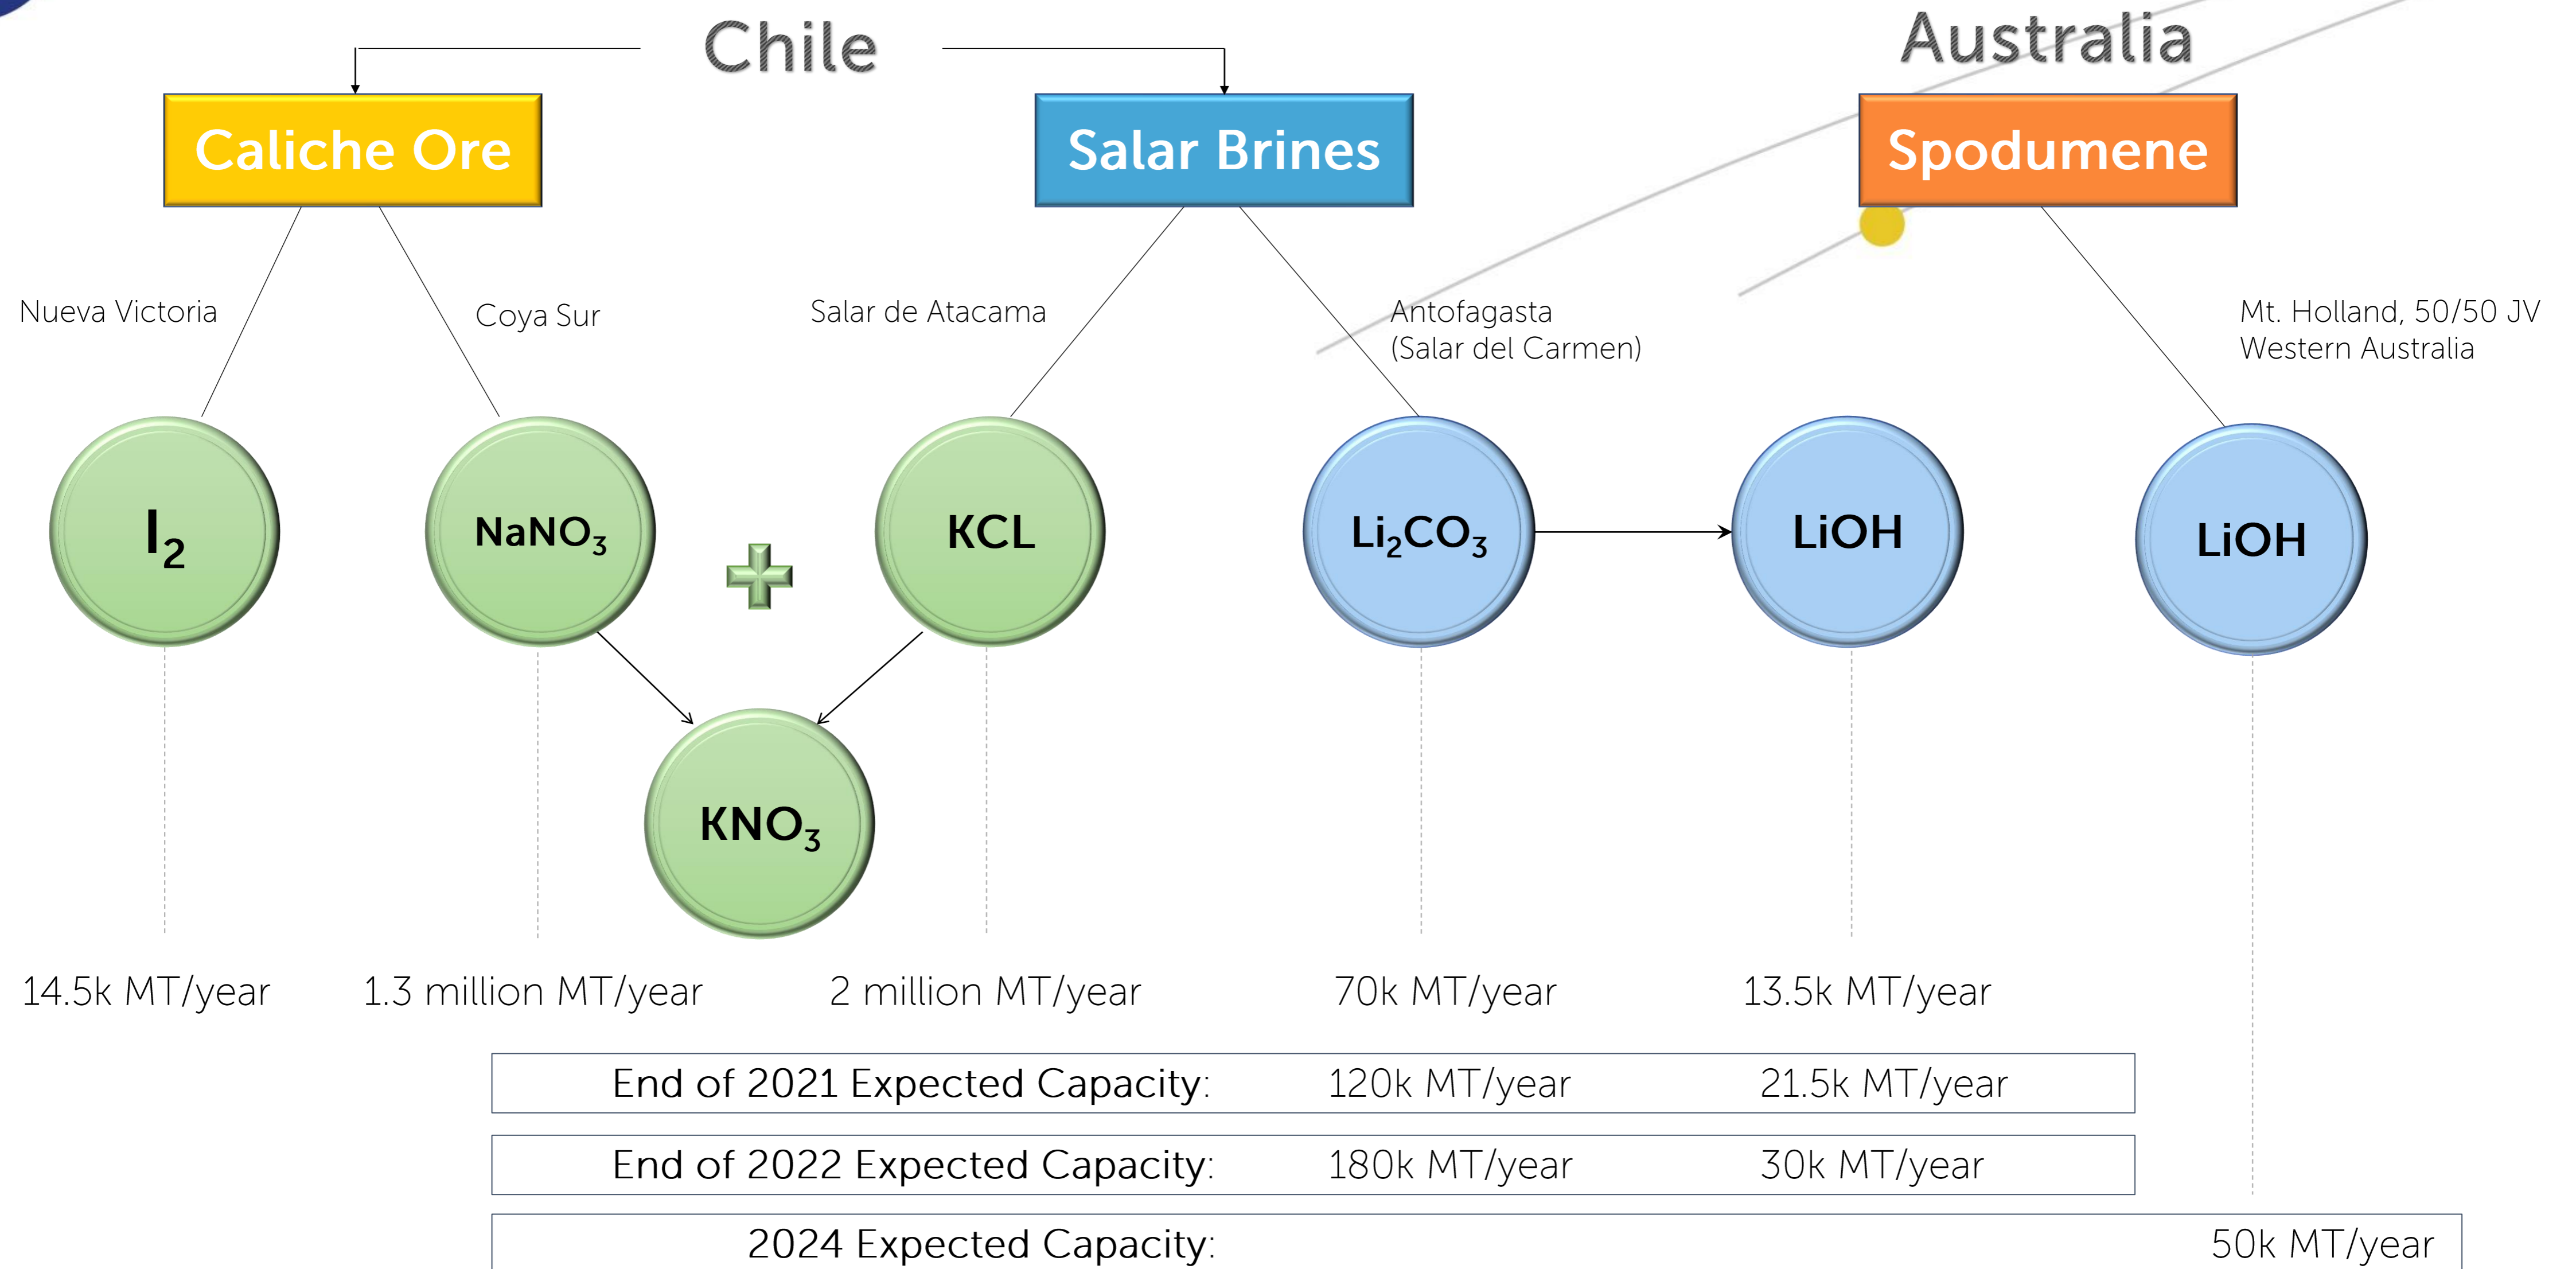 Chile
Australia
Caliche Ore
Salar Brines
Spodumene
Nueva Victoria
Coya Sur
Salar de Atacama
Antofagasta
(Salar del Carmen)
Mt. Holland, 50/50 JV
Western Australia
I₂
NaNO₃
KCL
Li₂CO₃
LiOH
LiOH
KNO₃
14.5k MT/year
1.3 million MT/year
2 million MT/year
70k MT/year
13.5k MT/year
End of 2021 Expected Capacity: 120k MT/year 21.5k MT/year
End of 2022 Expected Capacity: 180k MT/year 30k MT/year
2024 Expected Capacity: 50k MT/year